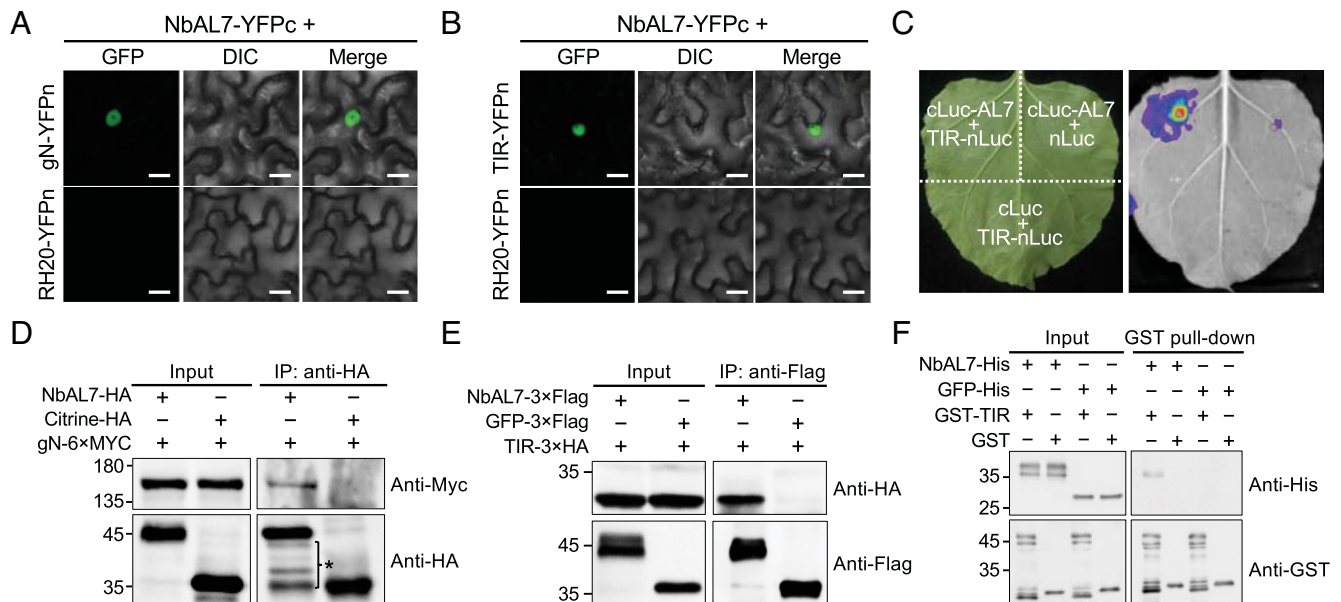 A
NbAL7-YFPc +
GFP DIC Merge
gN-YFPn
RH20-YFPn
B
NbAL7-YFPc +
GFP DIC Merge
TIR-YFPn
RH20-YFPn
C
cLuc-AL7
+
TIR-nLuc
cLuc-AL7
+
nLuc
cLuc
+
TIR-nLuc
D
Input IP: anti-HA
NbAL7-HA + – + –
Citrine-HA – + – +
gN-6×MYC + + + +
180
135
Anti-Myc
45
35
Anti-HA
*
E
Input IP: anti-Flag
NbAL7-3×Flag + – + –
GFP-3×Flag – + – +
TIR-3×HA + + + +
35
Anti-HA
45
35
Anti-Flag
F
Input GST pull-down
NbAL7-His + + – – + + – –
GFP-His – – + + – – + +
GST-TIR + – + – + – + –
GST – + – + – + – +
35
25
Anti-His
45
35
Anti-GST